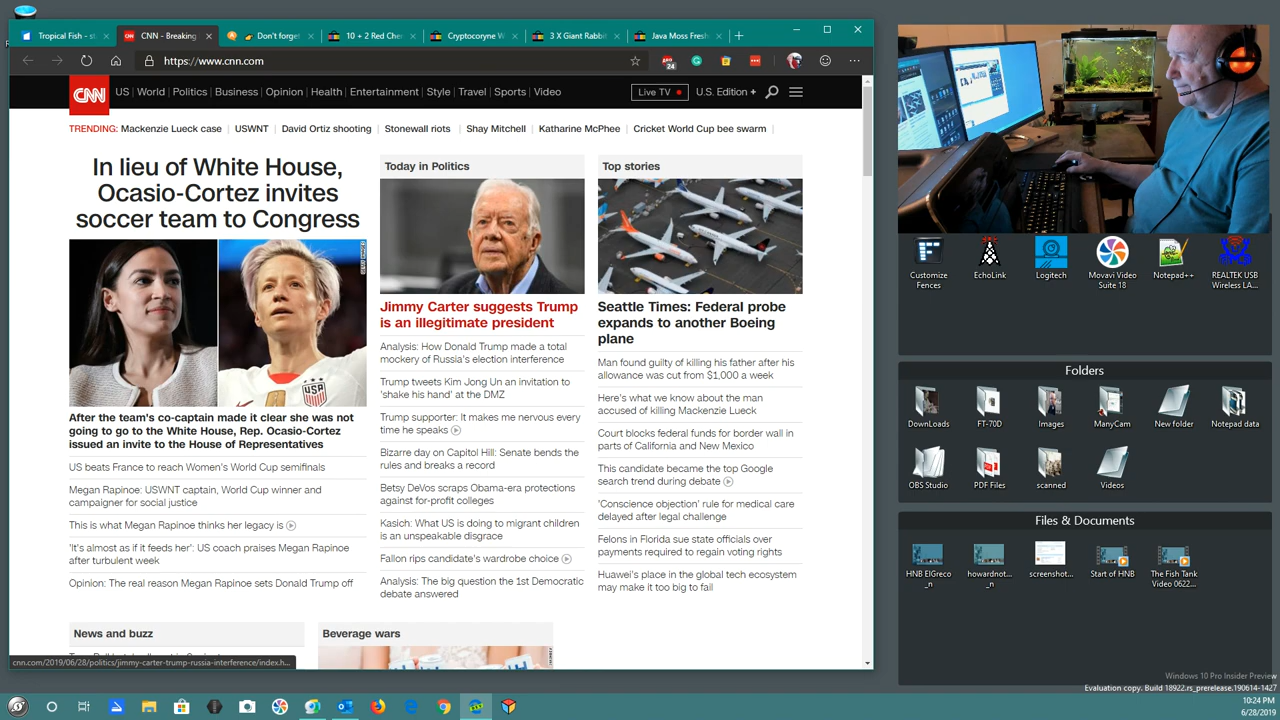 Tropical Fish - st
CNN - Breaking
Don't forget
10 + 2 Red Cher
Cryptocoryne W
3 X Giant Rabbit
Java Moss Fresh
https://www.cnn.com
24
CNN
US
World
Politics
Business
Opinion
Health
Entertainment
Style
Travel
Sports
Video
Live TV
U.S. Edition +
TRENDING: Mackenzie Lueck case | USWNT | David Ortiz shooting | Stonewall riots | Shay Mitchell | Katharine McPhee | Cricket World Cup bee swarm |
In lieu of White House,
Ocasio-Cortez invites
soccer team to Congress
USA
After the team's co-captain made it clear she was not
going to go to the White House, Rep. Ocasio-Cortez
issued an invite to the House of Representatives
US beats France to reach Women's World Cup semifinals
Megan Rapinoe: USWNT captain, World Cup winner and
campaigner for social justice
This is what Megan Rapinoe thinks her legacy is
'It's almost as if it feeds her': US coach praises Megan Rapinoe
after turbulent week
Opinion: The real reason Megan Rapinoe sets Donald Trump off
Today in Politics
Jimmy Carter suggests Trump
is an illegitimate president
Analysis: How Donald Trump made a total
mockery of Russia's election interference
Trump tweets Kim Jong Un an invitation to
'shake his hand' at the DMZ
Trump supporter: It makes me nervous every
time he speaks
Bizarre day on Capitol Hill: Senate bends the
rules and breaks a record
Betsy DeVos scraps Obama-era protections
against for-profit colleges
Kasich: What US is doing to migrant children
is an unspeakable disgrace
Fallon rips candidate's wardrobe choice
Analysis: The big question the 1st Democratic
debate answered
Top stories
Seattle Times: Federal probe
expands to another Boeing
plane
Man found guilty of killing his father after his
allowance was cut from $1,000 a week
Here's what we know about the man
accused of killing Mackenzie Lueck
Court blocks federal funds for border wall in
parts of California and New Mexico
This candidate became the top Google
search trend during debate
'Conscience objection' rule for medical care
delayed after legal challenge
Felons in Florida sue state officials over
payments required to regain voting rights
Huawei's place in the global tech ecosystem
may make it too big to fail
News and buzz
Beverage wars
cnn.com/2019/06/28/politics/jimmy-carter-trump-russia-interference/index.h...
Customize
Fences
EchoLink
Logitech
Movavi Video
Suite 18
Notepad++
REALTEK USB
Wireless LA...
Folders
DownLoads
FT-70D
Images
ManyCam
New folder
Notepad data
OBS Studio
PDF Files
scanned
Videos
Files & Documents
HNB ElGreco
_n
howardnot...
_n
screenshot...
Start of HNB
The Fish Tank
Video 0622...
Windows 10 Pro Insider Preview
Evaluation copy. Build 18922.rs_prerelease.190614-1427
10:24 PM
6/28/2019